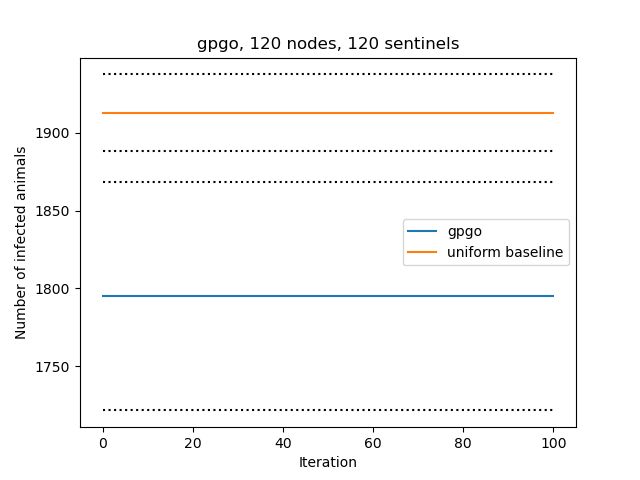 gpgo, 120 nodes, 120 sentinels
Number of infected animals
1900
1850
1800
1750
gpgo
uniform baseline
0 20 40 60 80 100
Iteration